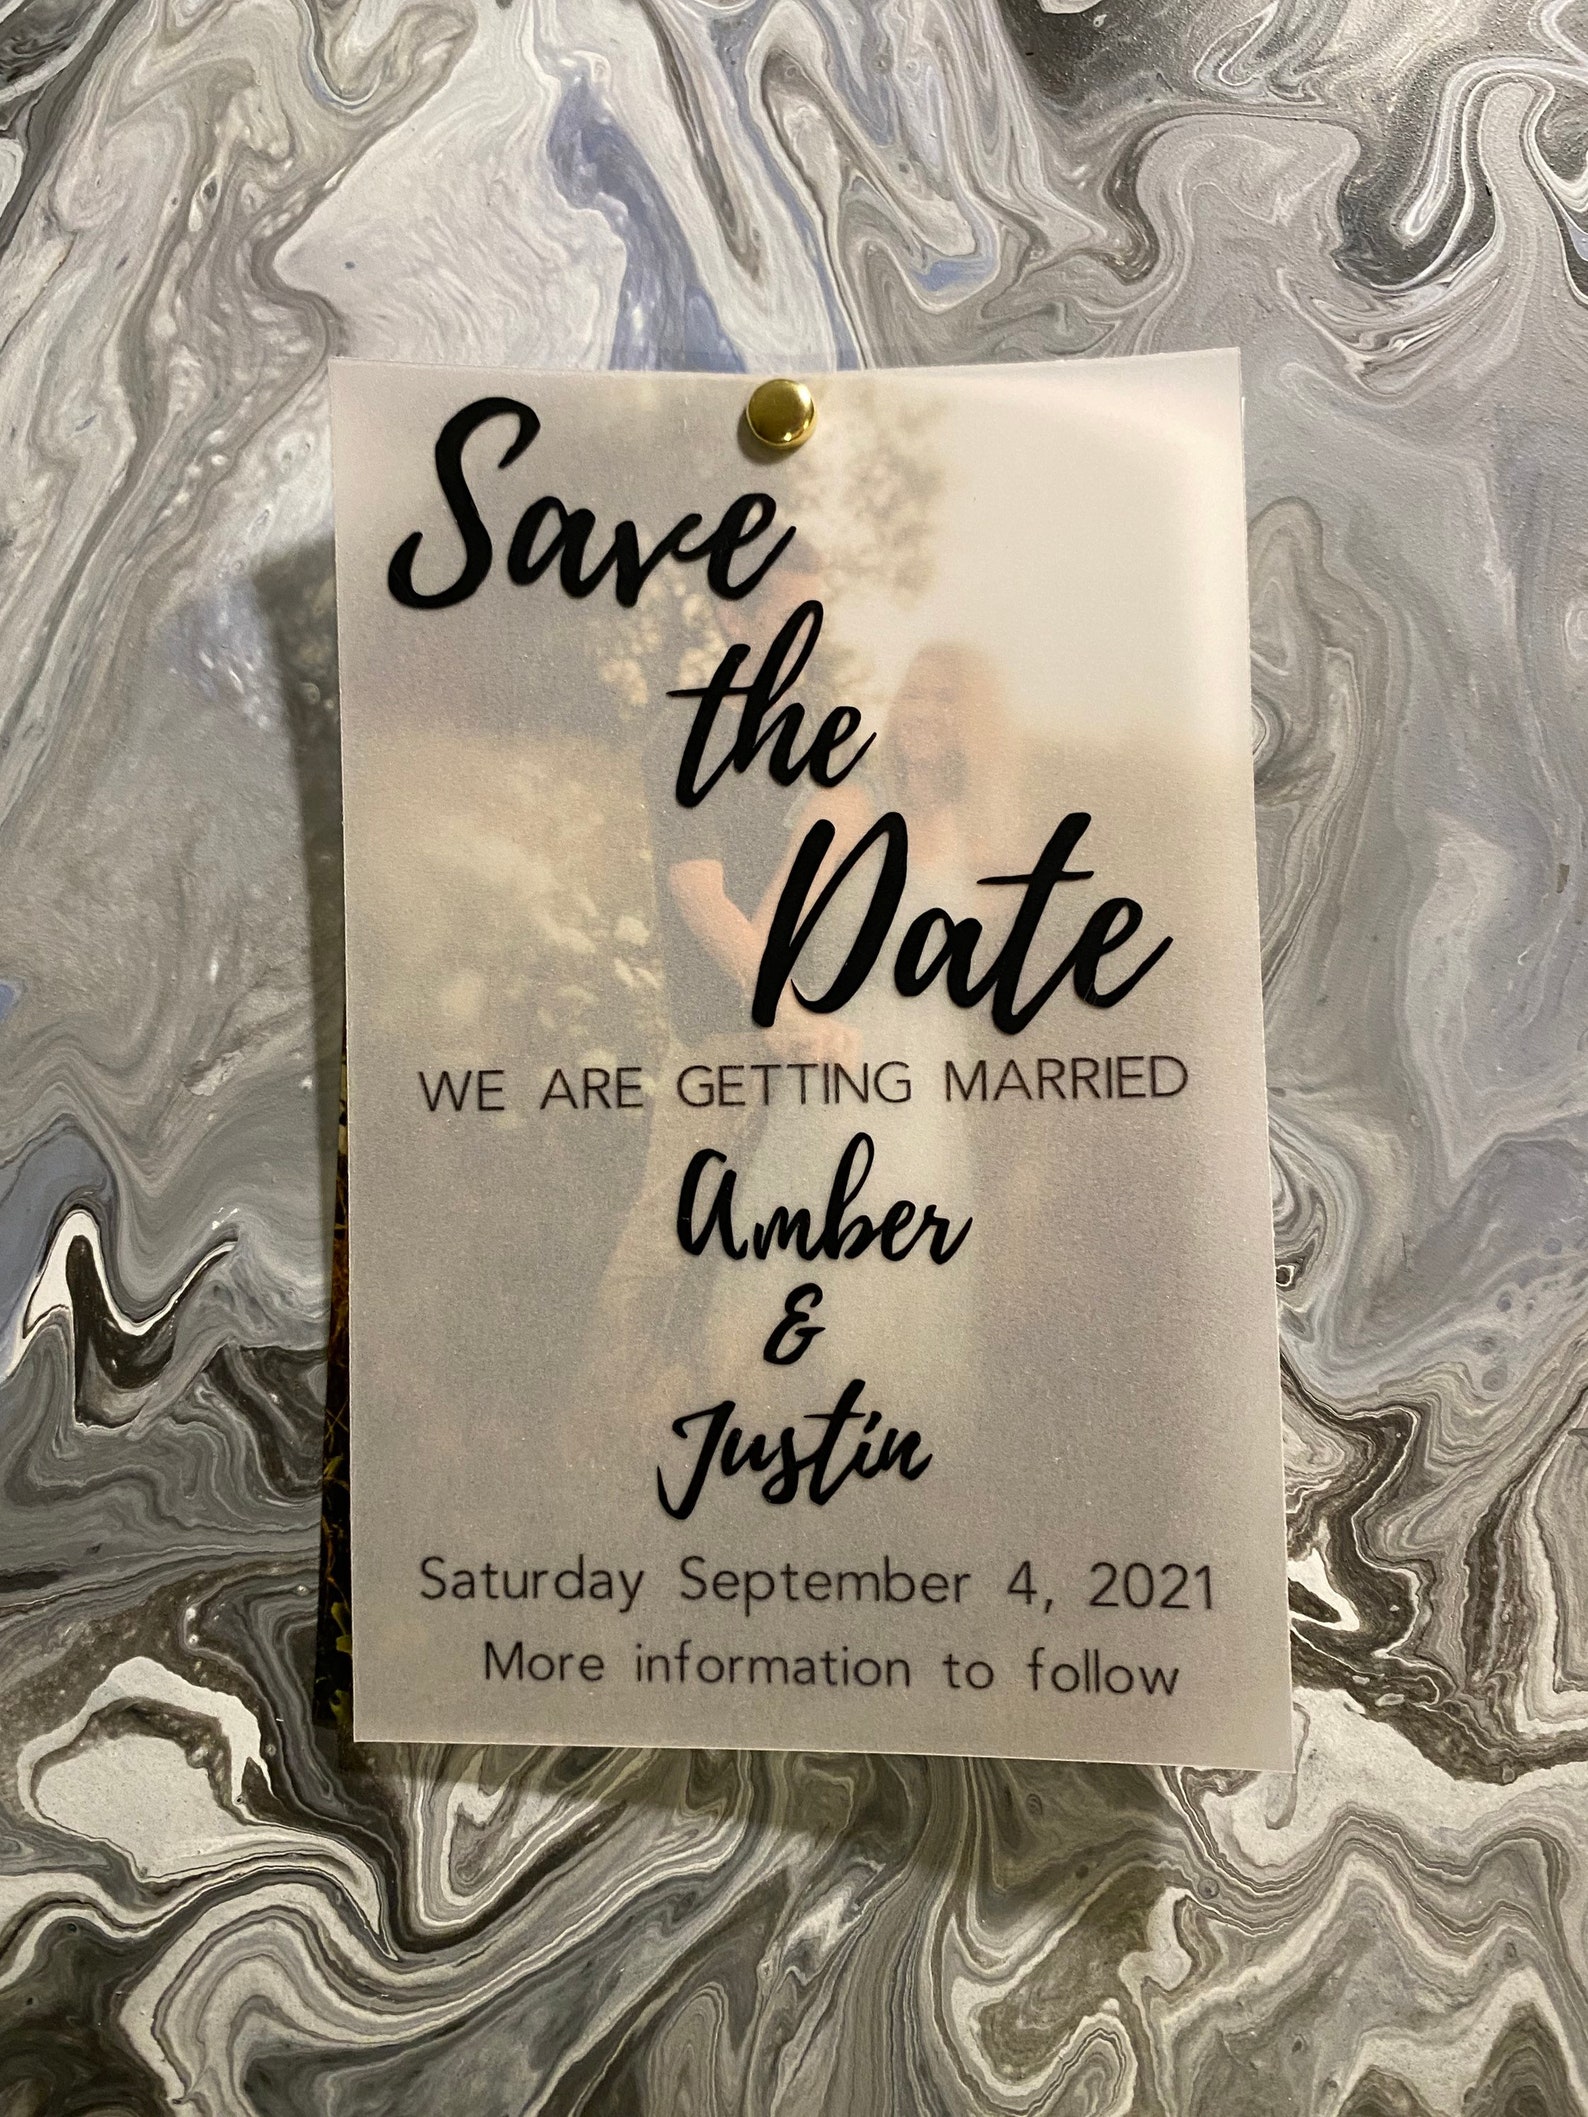 Save
the
Date
WE ARE GETTING MARRIED
Amber
&
Justin
Saturday September 4, 2021
More information to follow